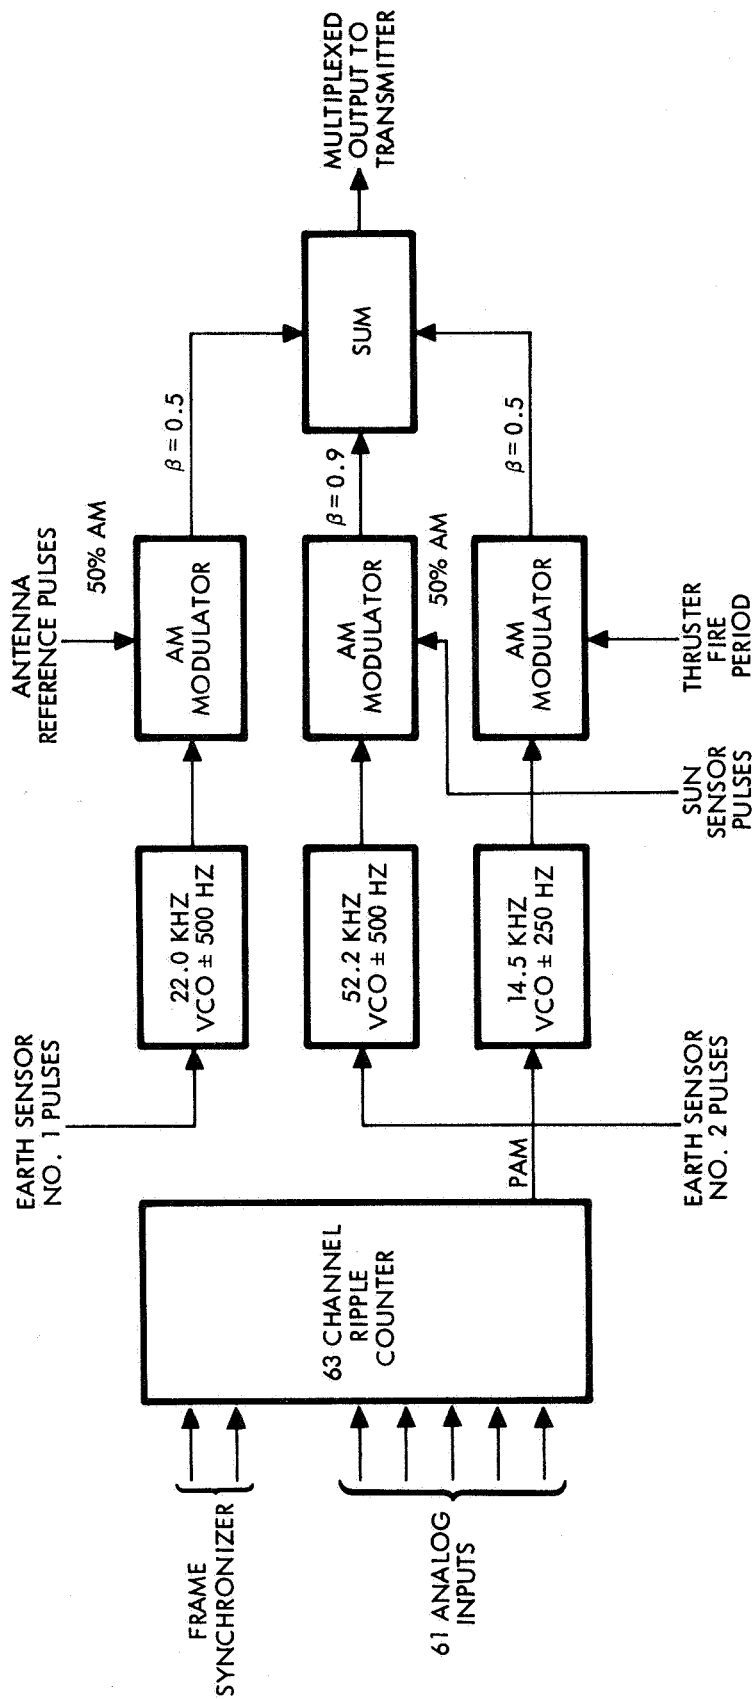 FRAME
SYNCHRONIZER
61 ANALOG
INPUTS
63 CHANNEL
RIPPLE
COUNTER
PAM
EARTH SENSOR
NO. 1 PULSES
EARTH SENSOR
NO. 2 PULSES
22.0 KHZ
VCO ± 500 HZ
52.2 KHZ
VCO ± 500 HZ
14.5 KHZ
VCO ± 250 HZ
ANTENNA
REFERENCE PULSES
50% AM
AM
MODULATOR
AM
MODULATOR
50% AM
AM
MODULATOR
SUN
SENSOR
PULSES
THRUSTER
FIRE
PERIOD
β = 0.5
β = 0.9
β = 0.5
SUM
MULTIPLEXED
OUTPUT TO
TRANSMITTER